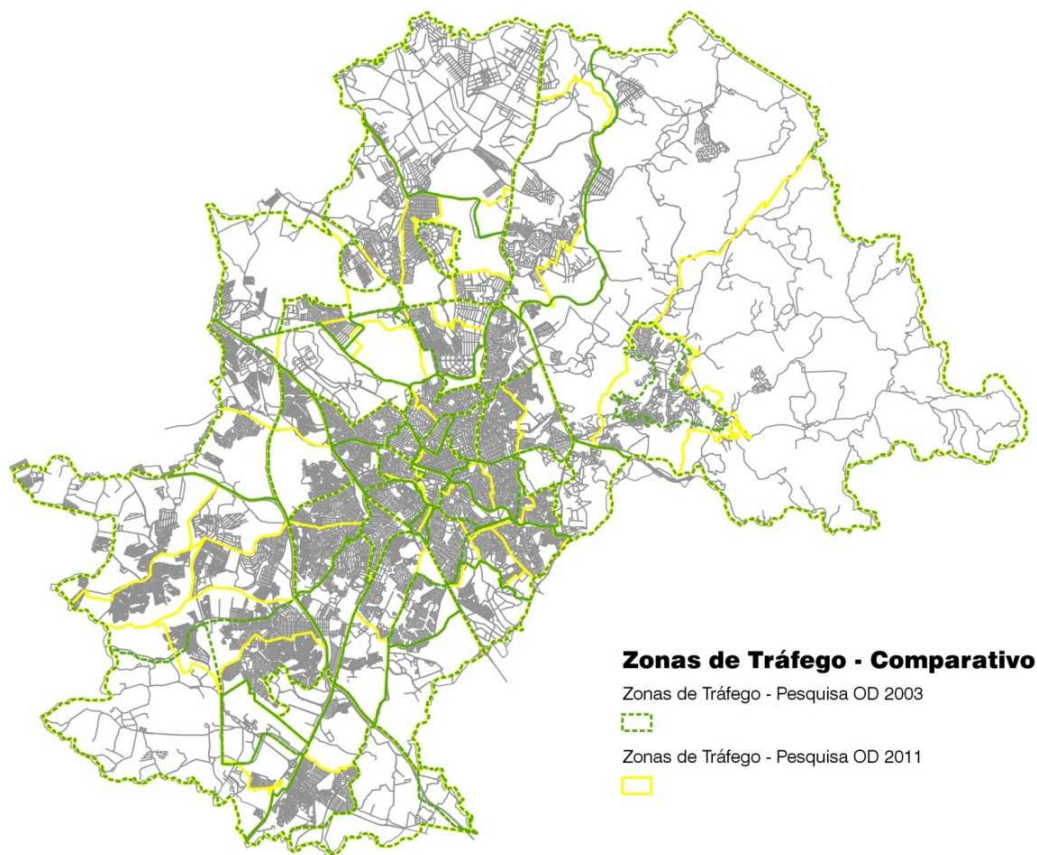 Zonas de Tráfego - Comparativo
Zonas de Tráfego - Pesquisa OD 2003
Zonas de Tráfego - Pesquisa OD 2011